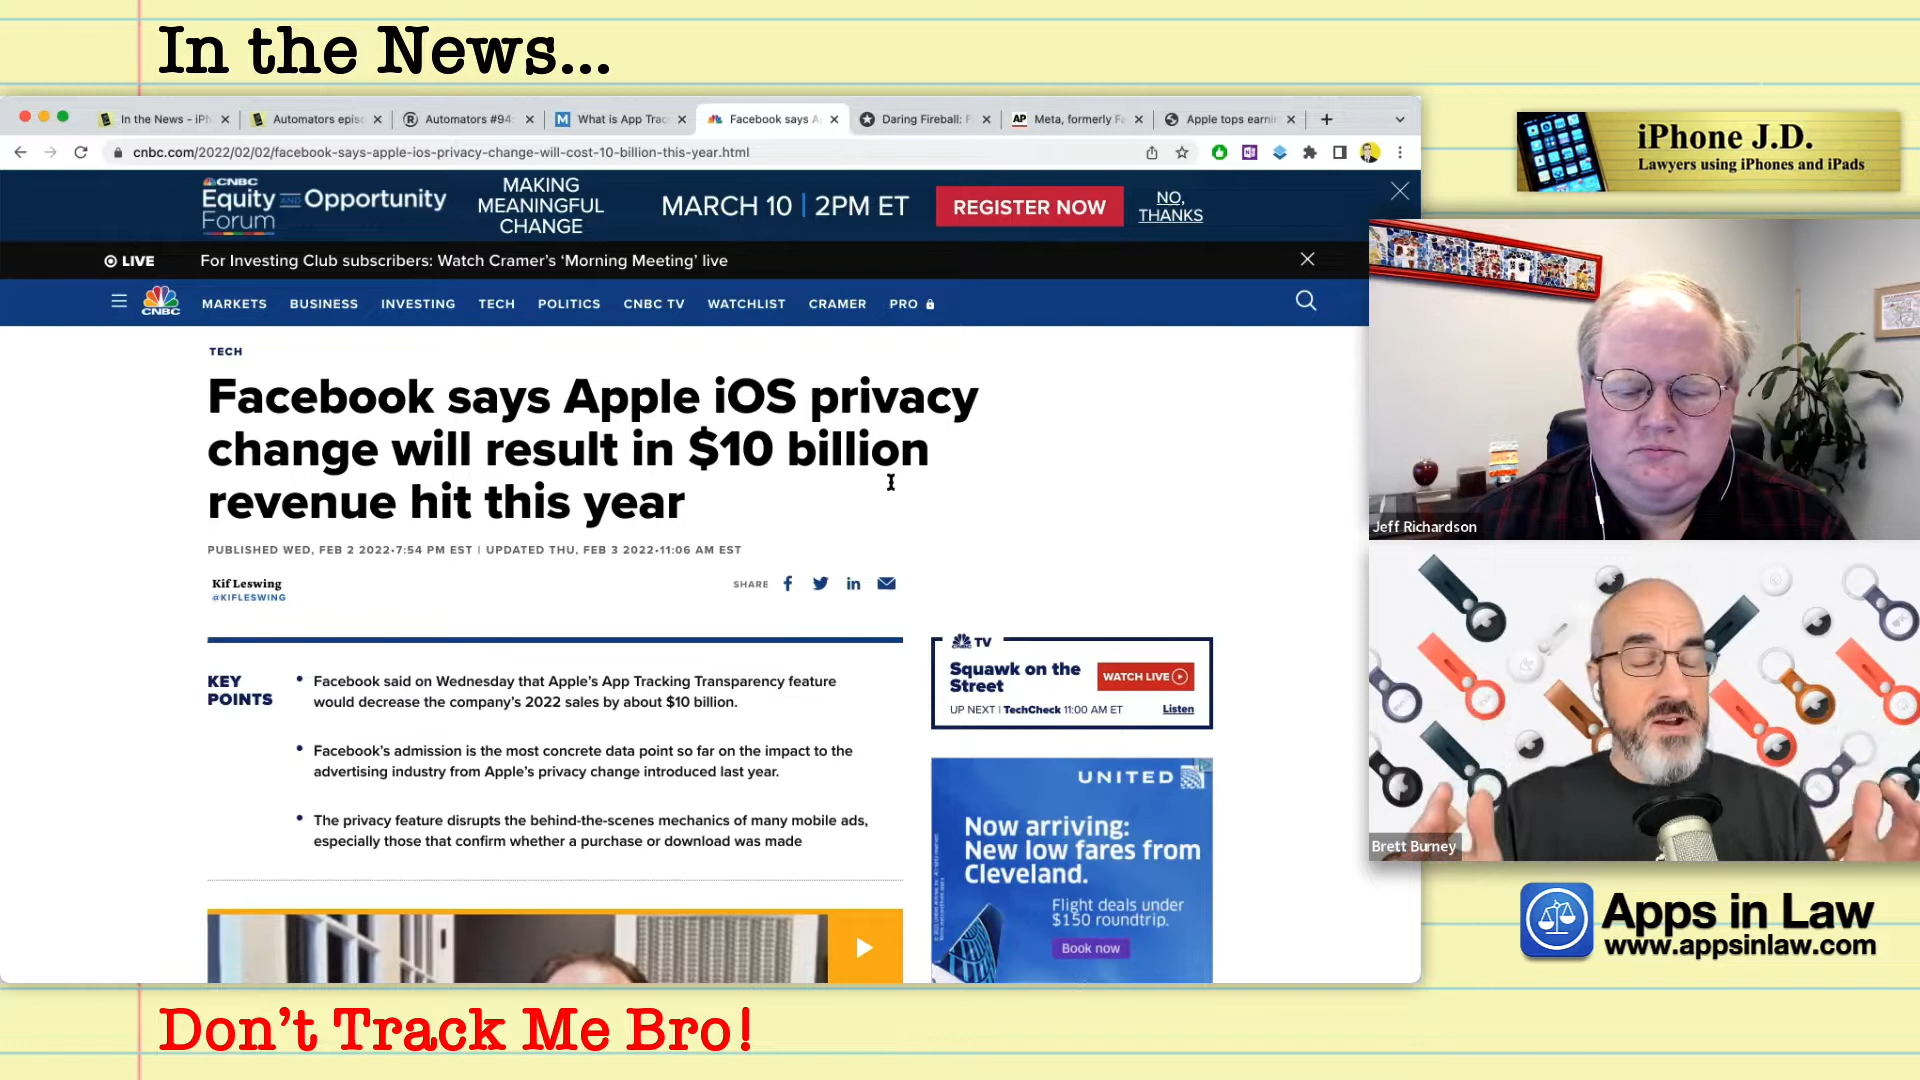 In the News...
In the News - iPh
Automators epis
Automators #94:
What is App Trac
Facebook says A
Daring Fireball: F
AP Meta, formerly F
Apple tops earni
cnbc.com/2022/02/02/facebook-says-apple-ios-privacy-change-will-cost-10-billion-this-year.html
CNBC
Equity AND Opportunity
Forum
MAKING
MEANINGFUL
CHANGE
MARCH 10 | 2PM ET
REGISTER NOW
NO,
THANKS
LIVE
For Investing Club subscribers: Watch Cramer's ‘Morning Meeting’ live
CNBC
MARKETS BUSINESS INVESTING TECH POLITICS CNBC TV WATCHLIST CRAMER PRO
TECH
Facebook says Apple iOS privacy
change will result in $10 billion
revenue hit this year
PUBLISHED WED, FEB 2 2022•7:54 PM EST | UPDATED THU, FEB 3 2022•11:06 AM EST
Kif Leswing
@KIFLESWING
SHARE
KEY
POINTS
• Facebook said on Wednesday that Apple's App Tracking Transparency feature
would decrease the company's 2022 sales by about $10 billion.
• Facebook's admission is the most concrete data point so far on the impact to the
advertising industry from Apple's privacy change introduced last year.
• The privacy feature disrupts the behind-the-scenes mechanics of many mobile ads,
especially those that confirm whether a purchase or download was made
TV
Squawk on the
Street
WATCH LIVE
UP NEXT | TechCheck 11:00 AM ET
Listen
UNITED
Now arriving:
New low fares from
Cleveland.
Flight deals under
$150 roundtrip.
Book now
iPhone J.D.
Lawyers using iPhones and iPads
Jeff Richardson
Brett Burney
Apps in Law
www.appsinlaw.com
Don't Track Me Bro!